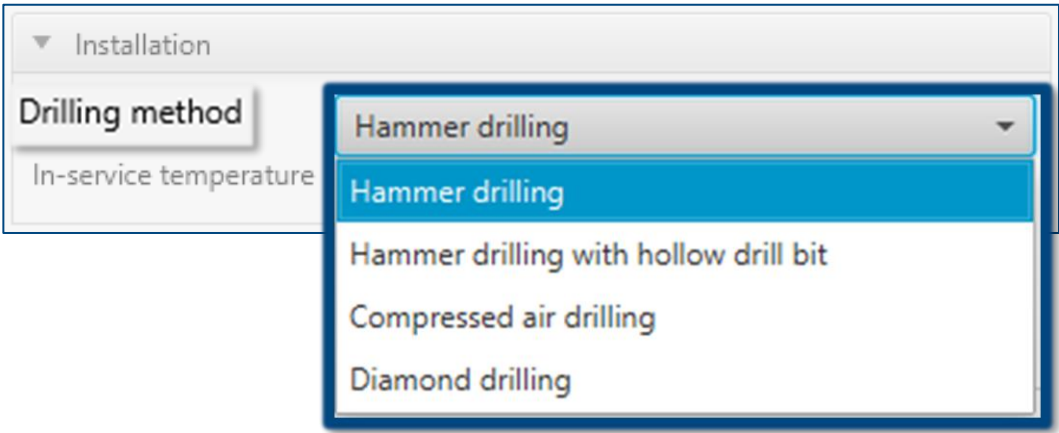 Installation
Drilling method
Hammer drilling
In-service temperature
Hammer drilling
Hammer drilling with hollow drill bit
Compressed air drilling
Diamond drilling